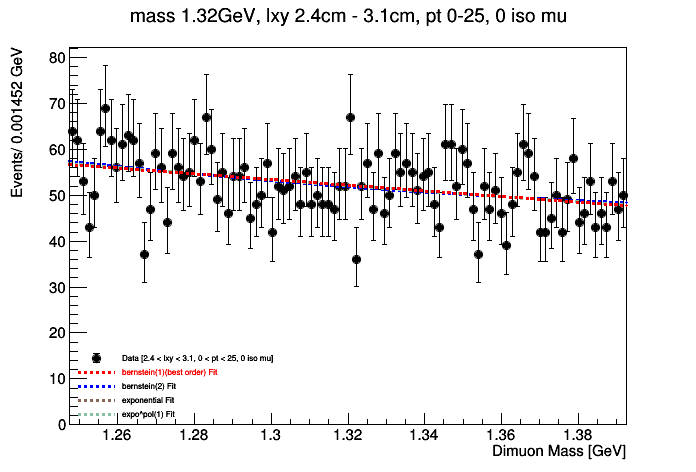 mass 1.32GeV, lxy 2.4cm - 3.1cm, pt 0-25, 0 iso mu
Events/ 0.001452 GeV
80
70
60
50
40
30
20
10
0
Data [2.4 < lxy < 3.1, 0 < pt < 25, 0 iso mu]
bernstein(1)(best order) Fit
bernstein(2) Fit
exponential Fit
expo*pol(1) Fit
1.26 1.28 1.3 1.32 1.34 1.36 1.38
Dimuon Mass [GeV]